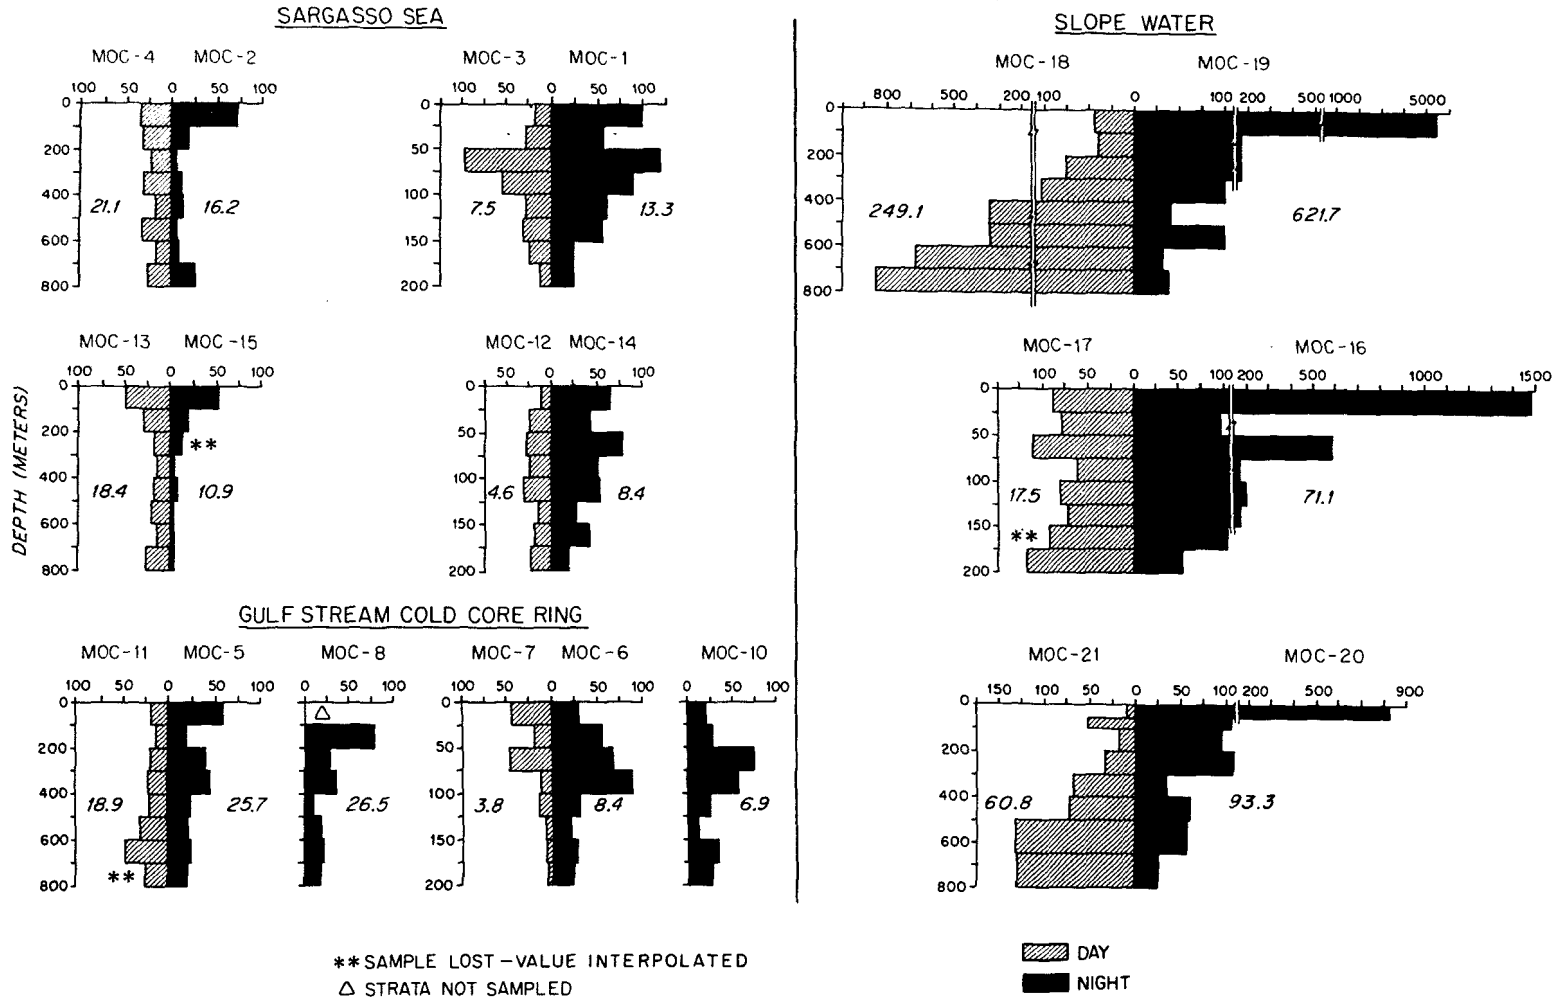 SARGASSO SEA
MOC-4 MOC-2
100 50 0 50 100
0
200
400
600
800
21.1 16.2
MOC-3 MOC-1
100 50 0 50 100
0
50
100
150
200
7.5 13.3
MOC-13 MOC-15
100 50 0 50 100
0
200
400
600
800
**
18.4 10.9
MOC-12 MOC-14
50 0 50 100
0
50
100
150
200
4.6 8.4
DEPTH (METERS)
GULF STREAM COLD CORE RING
MOC-11 MOC-5
100 50 0 50 100
0
200
400
600
800
18.9 25.7
**
MOC-8
0 50 100
△
26.5
MOC-7 MOC-6
100 50 0 50 100
0
50
100
150
200
3.8 8.4
MOC-10
0 50 100
6.9
SLOPE WATER
MOC-18 MOC-19
800 500 200 100 0 100 200 500 1000 5000
0
200
400
600
800
249.1 621.7
MOC-17 MOC-16
100 50 0 50 100 200 500 1000 1500
0
50
100
150
200
17.5 71.1
**
MOC-21 MOC-20
150 100 50 0 50 100 200 500 900
0
200
400
600
800
60.8 93.3
** SAMPLE LOST - VALUE INTERPOLATED
△ STRATA NOT SAMPLED
DAY
NIGHT